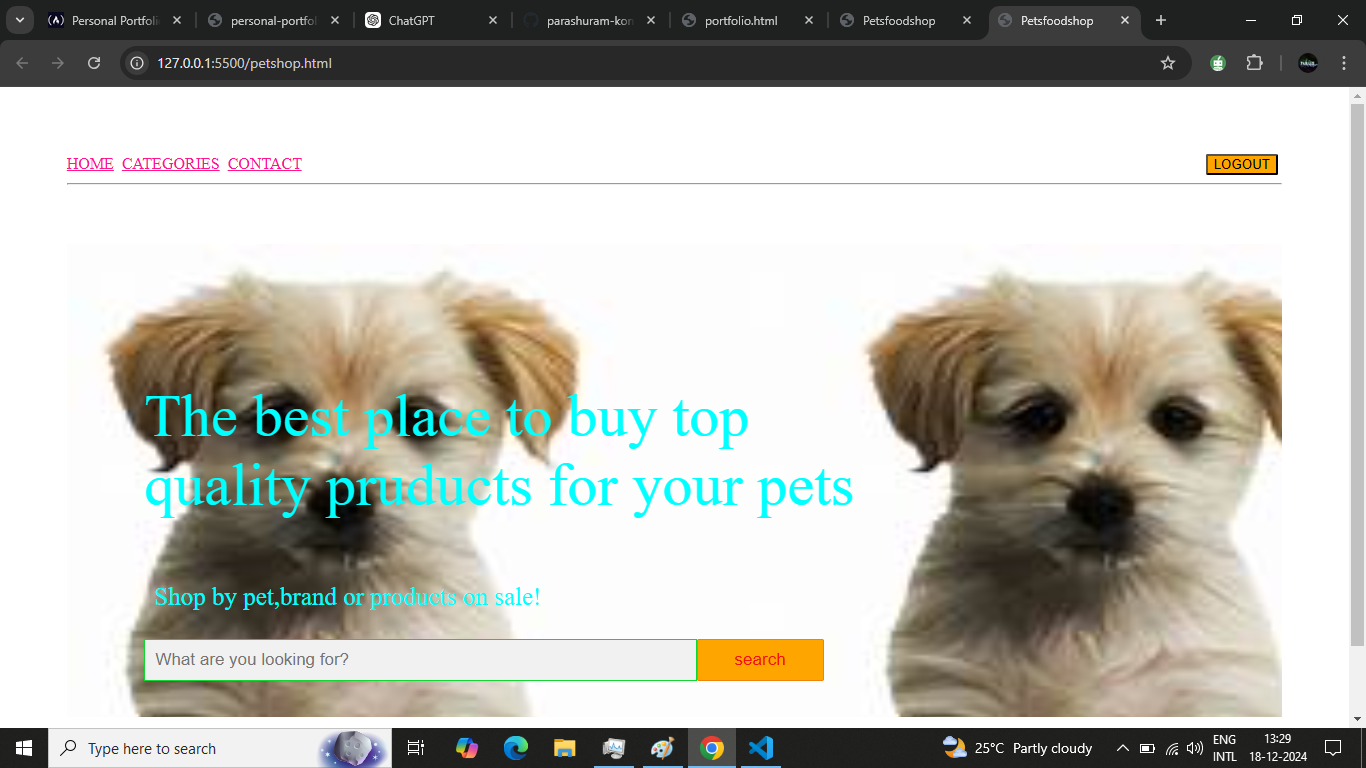 Personal Portfoli
personal-portfol
ChatGPT
parashuram-kon
portfolio.html
Petsfoodshop
Petsfoodshop
127.0.0.1:5500/petshop.html
HOME CATEGORIES CONTACT
LOGOUT
The best place to buy top
quality pruducts for your pets
Shop by pet,brand or products on sale!
What are you looking for?
search
Type here to search
25°C Partly cloudy
ENG
INTL
13:29
18-12-2024